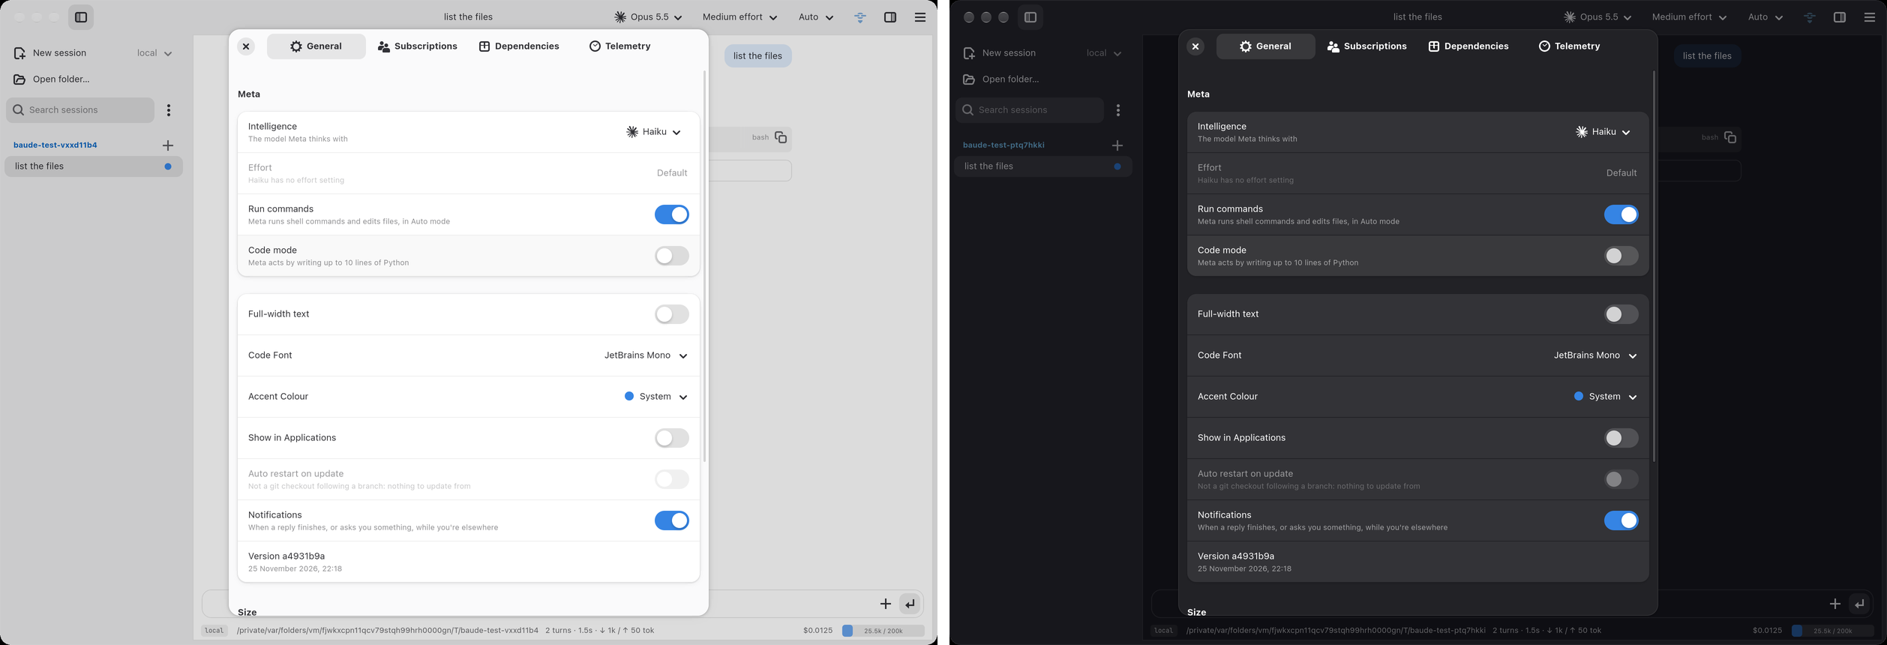 list the files
Opus 5.5
Medium effort
Auto
New session
local
Open folder...
Search sessions
baude-test-vxxd11b4
list the files
General
Subscriptions
Dependencies
Telemetry
list the files
bash
Meta
Intelligence
The model Meta thinks with
Haiku
Effort
Haiku has no effort setting
Default
Run commands
Meta runs shell commands and edits files, in Auto mode
Code mode
Meta acts by writing up to 10 lines of Python
Full-width text
Code Font
JetBrains Mono
Accent Colour
System
Show in Applications
Auto restart on update
Not a git checkout following a branch: nothing to update from
Notifications
When a reply finishes, or asks you something, while you're elsewhere
Version a4931b9a
25 November 2026, 22:18
Size
local
/private/var/folders/vm/fjwkxcpn11qcv79stqh99hrh0000gn/T/baude-test-vxxd11b4 2 turns · 1.5s · ↓ 1k / ↑ 50 tok
$0.0125
25.5k / 200k
list the files
Opus 5.5
Medium effort
Auto
New session
local
Open folder...
Search sessions
baude-test-ptq7hkki
list the files
General
Subscriptions
Dependencies
Telemetry
list the files
bash
Meta
Intelligence
The model Meta thinks with
Haiku
Effort
Haiku has no effort setting
Default
Run commands
Meta runs shell commands and edits files, in Auto mode
Code mode
Meta acts by writing up to 10 lines of Python
Full-width text
Code Font
JetBrains Mono
Accent Colour
System
Show in Applications
Auto restart on update
Not a git checkout following a branch: nothing to update from
Notifications
When a reply finishes, or asks you something, while you're elsewhere
Version a4931b9a
25 November 2026, 22:18
Size
local
/private/var/folders/vm/fjwkxcpn11qcv79stqh99hrh0000gn/T/baude-test-ptq7hkki 2 turns · 1.5s · ↓ 1k / ↑ 50 tok
$0.0125
25.5k / 200k